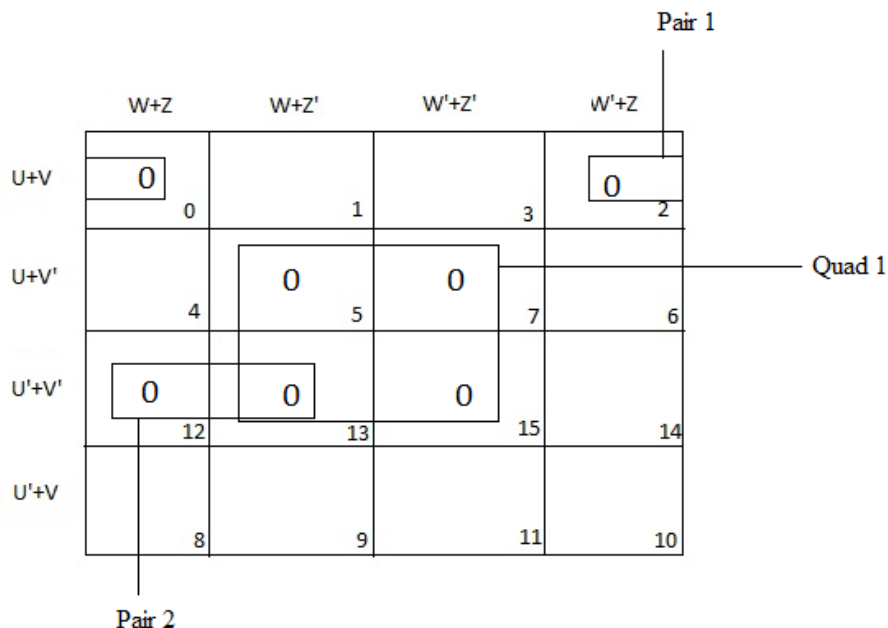 Pair 1
W+Z W+Z' W'+Z' W'+Z
U+V 0 0
0 1 3 2
U+V' 0 0 Quad 1
4 5 7 6
U'+V' 0 0 0
12 13 15 14
U'+V
8 9 11 10
Pair 2